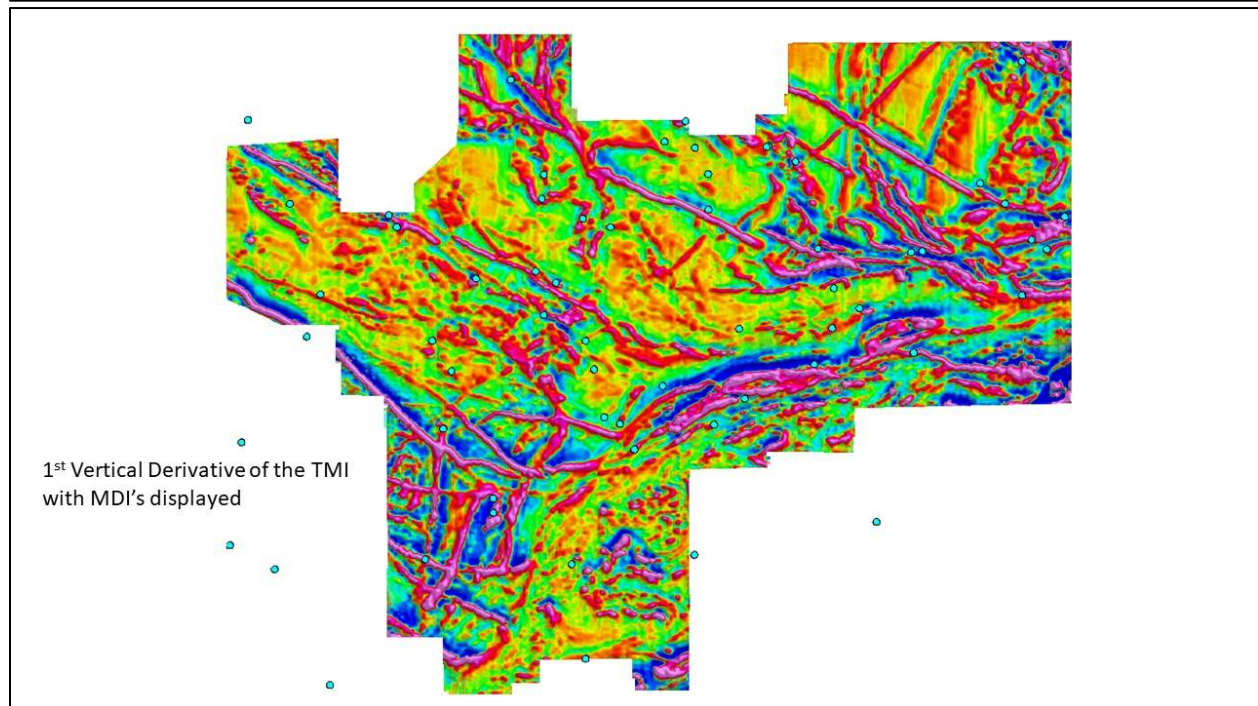 1st Vertical Derivative of the TMI
with MDI's displayed